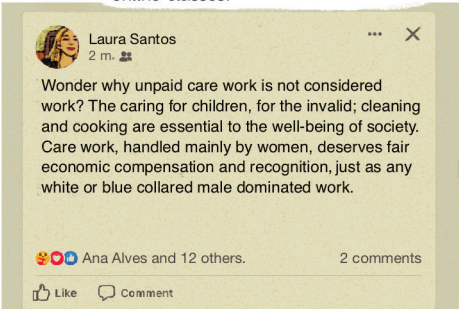 Laura Santos
2 m.
Wonder why unpaid care work is not considered
work? The caring for children, for the invalid; cleaning
and cooking are essential to the well-being of society.
Care work, handled mainly by women, deserves fair
economic compensation and recognition, just as any
white or blue collared male dominated work.
Ana Alves and 12 others. 2 comments
Like Comment